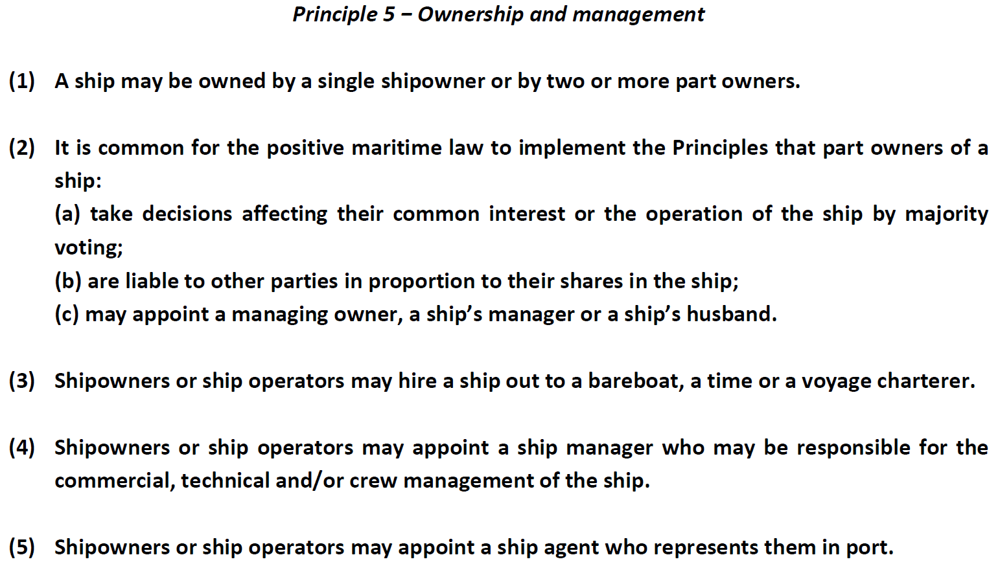 Principle 5 – Ownership and management
(1) A ship may be owned by a single shipowner or by two or more part owners.
(2) It is common for the positive maritime law to implement the Principles that part owners of a
ship:
(a) take decisions affecting their common interest or the operation of the ship by majority
voting;
(b) are liable to other parties in proportion to their shares in the ship;
(c) may appoint a managing owner, a ship’s manager or a ship’s husband.
(3) Shipowners or ship operators may hire a ship out to a bareboat, a time or a voyage charterer.
(4) Shipowners or ship operators may appoint a ship manager who may be responsible for the
commercial, technical and/or crew management of the ship.
(5) Shipowners or ship operators may appoint a ship agent who represents them in port.